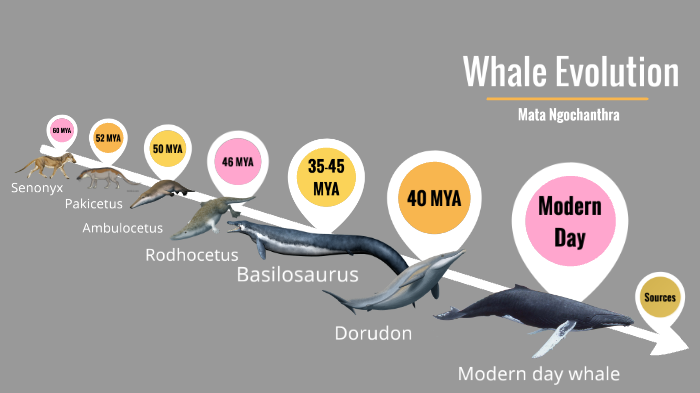 Whale Evolution
Mata Ngochanthra
60 MYA
52 MYA
50 MYA
46 MYA
35-45
MYA
40 MYA
Modern
Day
Sources
Senonyx
Pakicetus
Ambulocetus
Rodhocetus
Basilosaurus
Dorudon
Modern day whale